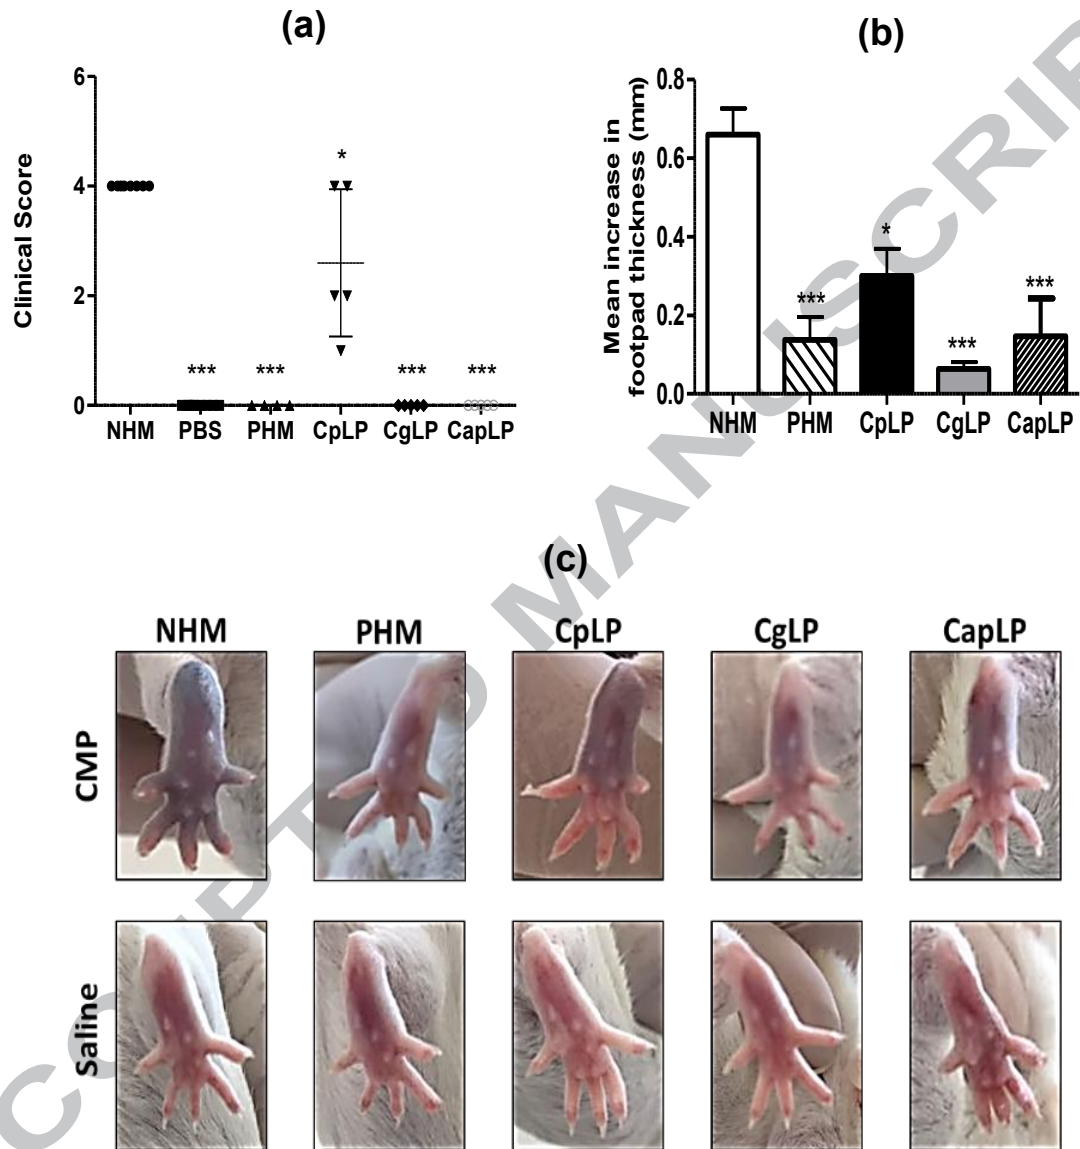 (a)
6
4
2
0
Clinical Score
*
***
***
***
***
NHM PBS PHM CpLP CgLP CapLP
(b)
0.8
0.6
0.4
0.2
0.0
Mean increase in
footpad thickness (mm)
***
*
***
***
NHM PHM CpLP CgLP CapLP
(c)
NHM PHM CpLP CgLP CapLP
CMP
Saline